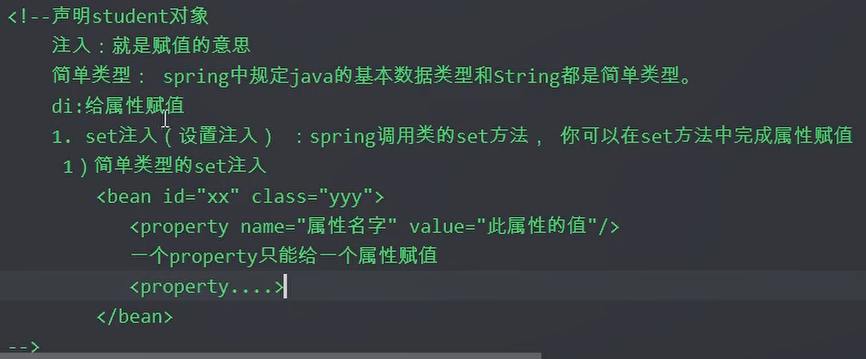 <!--声明student对象
注入：就是赋值的意思
简单类型： spring中规定java的基本数据类型和String都是简单类型。
di:给属性赋值
1. set注入（设置注入） ：spring调用类的set方法， 你可以在set方法中完成属性赋值
1）简单类型的set注入
<bean id="xx" class="yyy">
<property name="属性名字" value="此属性的值"/>
一个property只能给一个属性赋值
<property....>
</bean>
-->